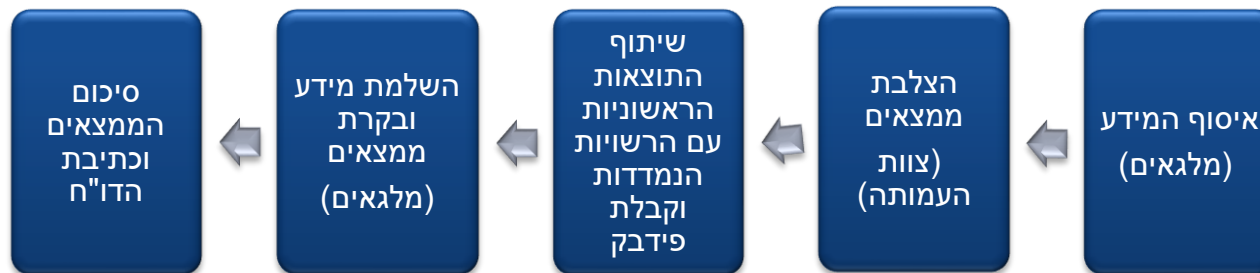 איסוף המידע
(מלגאים)
הצלבת
ממצאים
(צוות
העמותה)
שיתוף
התוצאות
הראשוניות
עם הרשויות
הנמדדות
וקבלת
פידבק
השלמת מידע
ובקרת
ממצאים
(מלגאים)
סיכום
הממצאים
וכתיבת
הדו"ח